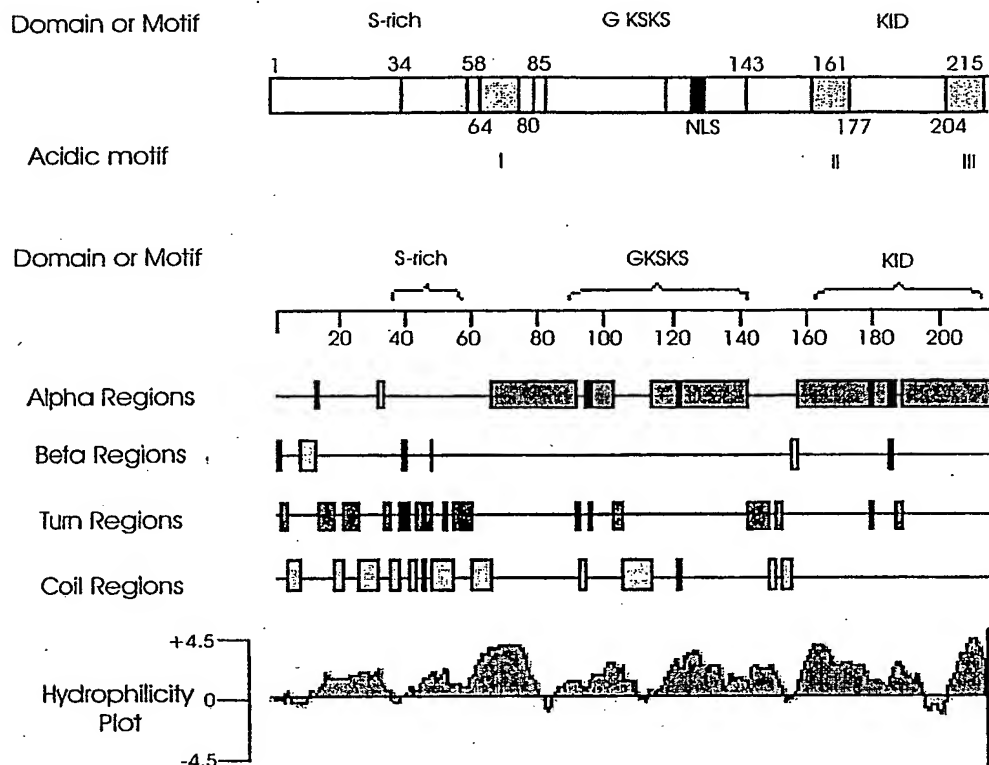 Domain or Motif S-rich G KSKS KID
1 34 58 85 143 161 215
64 80 NLS 177 204
Acidic motif I II III
Domain or Motif S-rich GKSKS KID
20 40 60 80 100 120 140 160 180 200
Alpha Regions
Beta Regions
Turn Regions
Coil Regions
+4.5
Hydrophilicity 0
Plot
-4.5